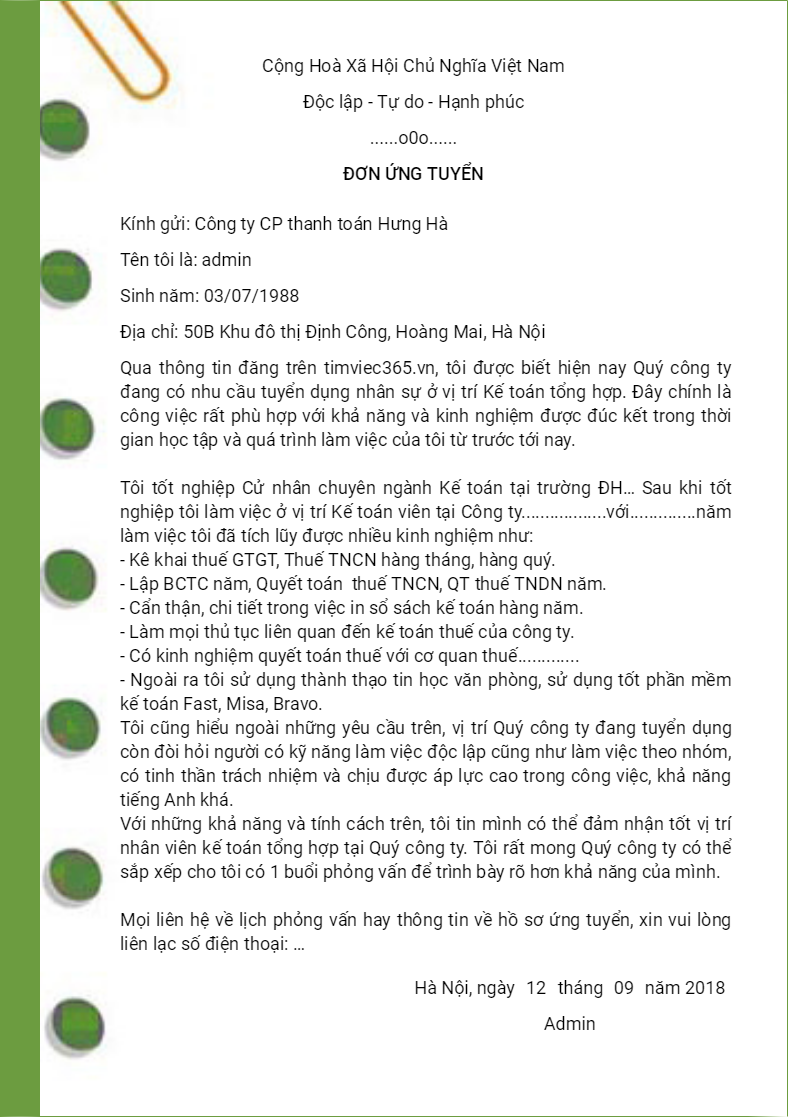 Cộng Hoà Xã Hội Chủ Nghĩa Việt Nam
Độc lập - Tự do - Hạnh phúc
......o0o......
ĐƠN ỨNG TUYỂN
Kính gửi: Công ty CP thanh toán Hưng Hà
Tên tôi là: admin
Sinh năm: 03/07/1988
Địa chỉ: 50B Khu đô thị Định Công, Hoàng Mai, Hà Nội
Qua thông tin đăng trên timviec365.vn, tôi được biết hiện nay Quý công ty
đang có nhu cầu tuyển dụng nhân sự ở vị trí Kế toán tổng hợp. Đây chính là
công việc rất phù hợp với khả năng và kinh nghiệm được đúc kết trong thời
gian học tập và quá trình làm việc của tôi từ trước tới nay.
Tôi tốt nghiệp Cử nhân chuyên ngành Kế toán tại trường ĐH… Sau khi tốt
nghiệp tôi làm việc ở vị trí Kế toán viên tại Công ty.................với.............năm
làm việc tôi đã tích lũy được nhiều kinh nghiệm như:
- Kê khai thuế GTGT, Thuế TNCN hàng tháng, hàng quý.
- Lập BCTC năm, Quyết toán  thuế TNCN, QT thuế TNDN năm.
- Cẩn thận, chi tiết trong việc in sổ sách kế toán hàng năm.
- Làm mọi thủ tục liên quan đến kế toán thuế của công ty.
- Có kinh nghiệm quyết toán thuế với cơ quan thuế............
- Ngoài ra tôi sử dụng thành thạo tin học văn phòng, sử dụng tốt phần mềm
kế toán Fast, Misa, Bravo.
Tôi cũng hiểu ngoài những yêu cầu trên, vị trí Quý công ty đang tuyển dụng
còn đòi hỏi người có kỹ năng làm việc độc lập cũng như làm việc theo nhóm,
có tinh thần trách nhiệm và chịu được áp lực cao trong công việc, khả năng
tiếng Anh khá.
Với những khả năng và tính cách trên, tôi tin mình có thể đảm nhận tốt vị trí
nhân viên kế toán tổng hợp tại Quý công ty. Tôi rất mong Quý công ty có thể
sắp xếp cho tôi có 1 buổi phỏng vấn để trình bày rõ hơn khả năng của mình.
Mọi liên hệ về lịch phỏng vấn hay thông tin về hồ sơ ứng tuyển, xin vui lòng
liên lạc số điện thoại: …
Hà Nội, ngày 12 tháng 09 năm 2018
Admin